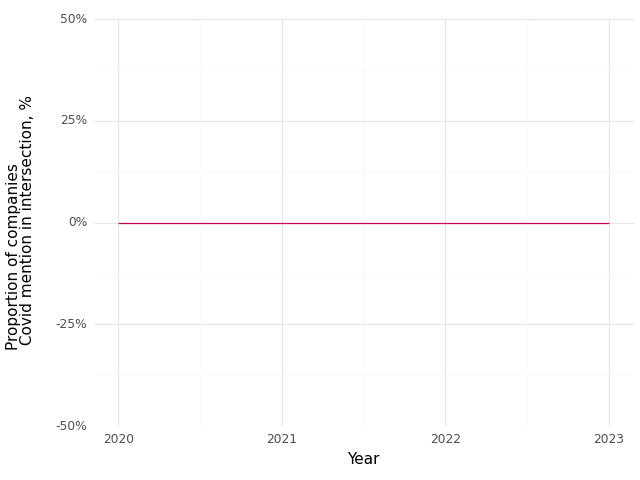 50%
25%
0%
-25%
-50%
Proportion of companies
Covid mention in intersection, %
2020 2021 2022 2023
Year